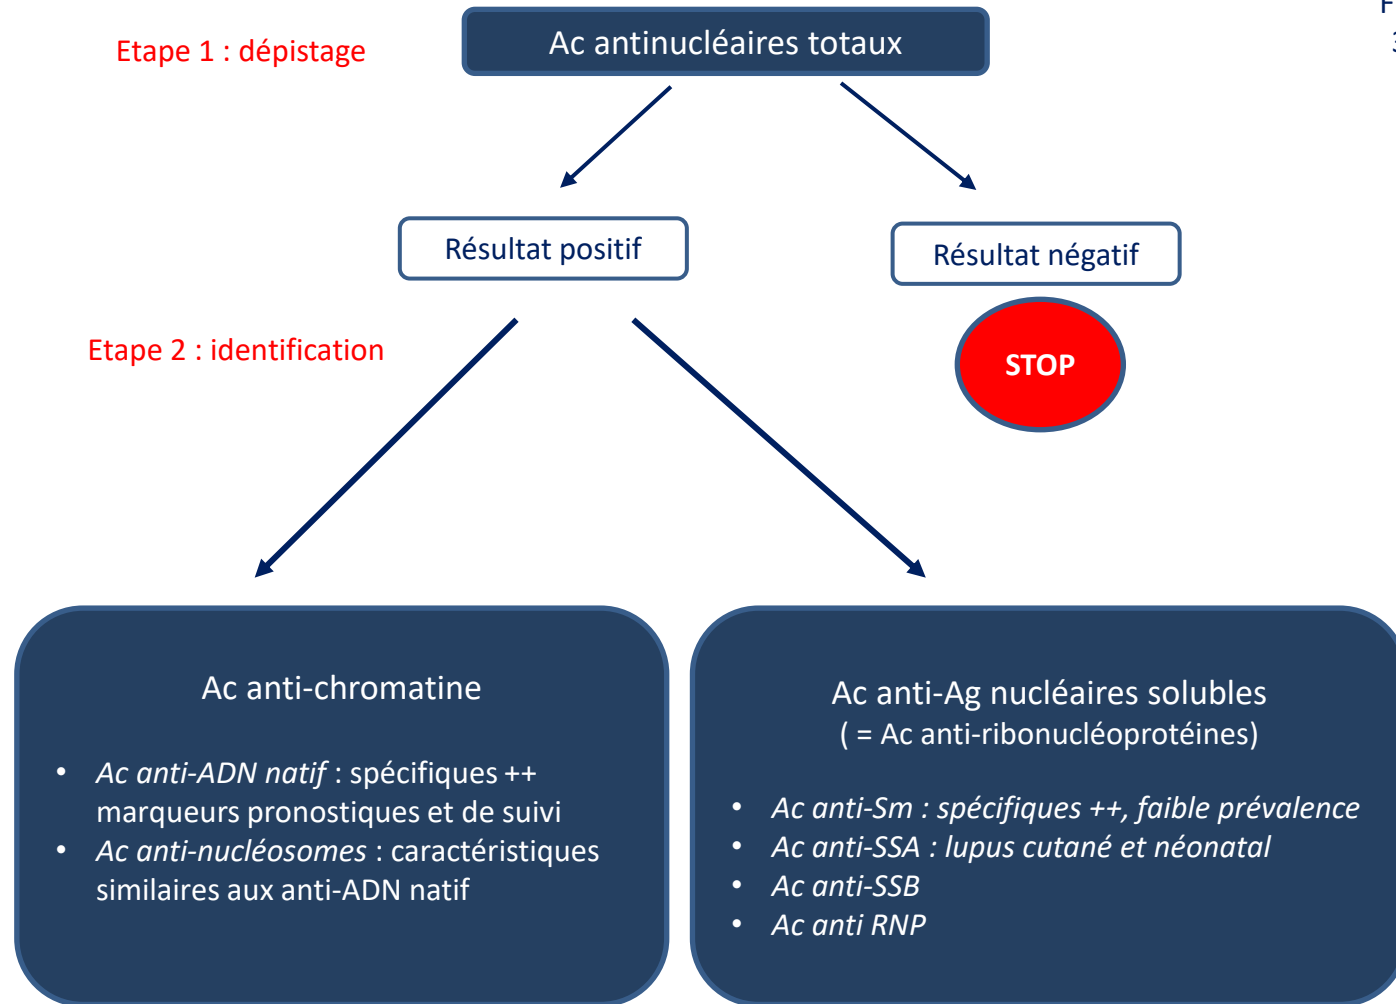 F
3
Etape 1 : dépistage
Ac antinucléaires totaux
Résultat positif
Résultat négatif
STOP
Etape 2 : identification
Ac anti-chromatine
• Ac anti-ADN natif : spécifiques ++
marqueurs pronostiques et de suivi
• Ac anti-nucléosomes : caractéristiques
similaires aux anti-ADN natif
Ac anti-Ag nucléaires solubles
( = Ac anti-ribonucléoprotéines)
• Ac anti-Sm : spécifiques ++, faible prévalence
• Ac anti-SSA : lupus cutané et néonatal
• Ac anti-SSB
• Ac anti RNP